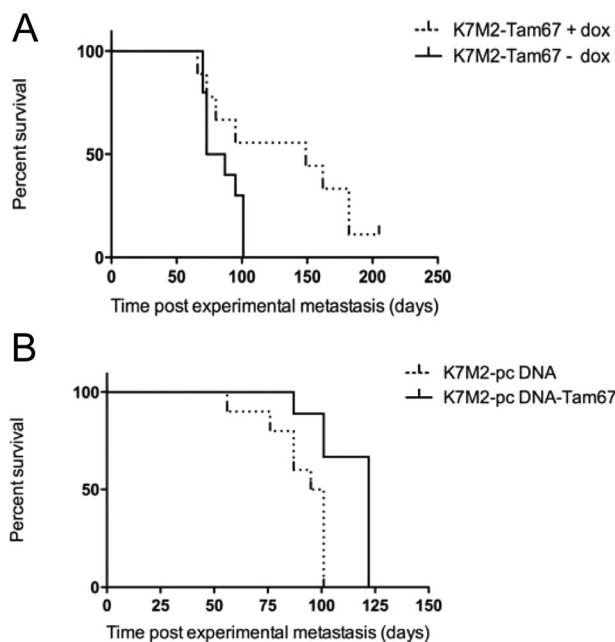 A
K7M2-Tam67 + dox
K7M2-Tam67 - dox
Percent survival
100
50
0
0 50 100 150 200 250
Time post experimental metastasis (days)
B
K7M2-pc DNA
K7M2-pc DNA-Tam67
Percent survival
100
50
0
0 25 50 75 100 125 150
Time post experimental metastasis (days)